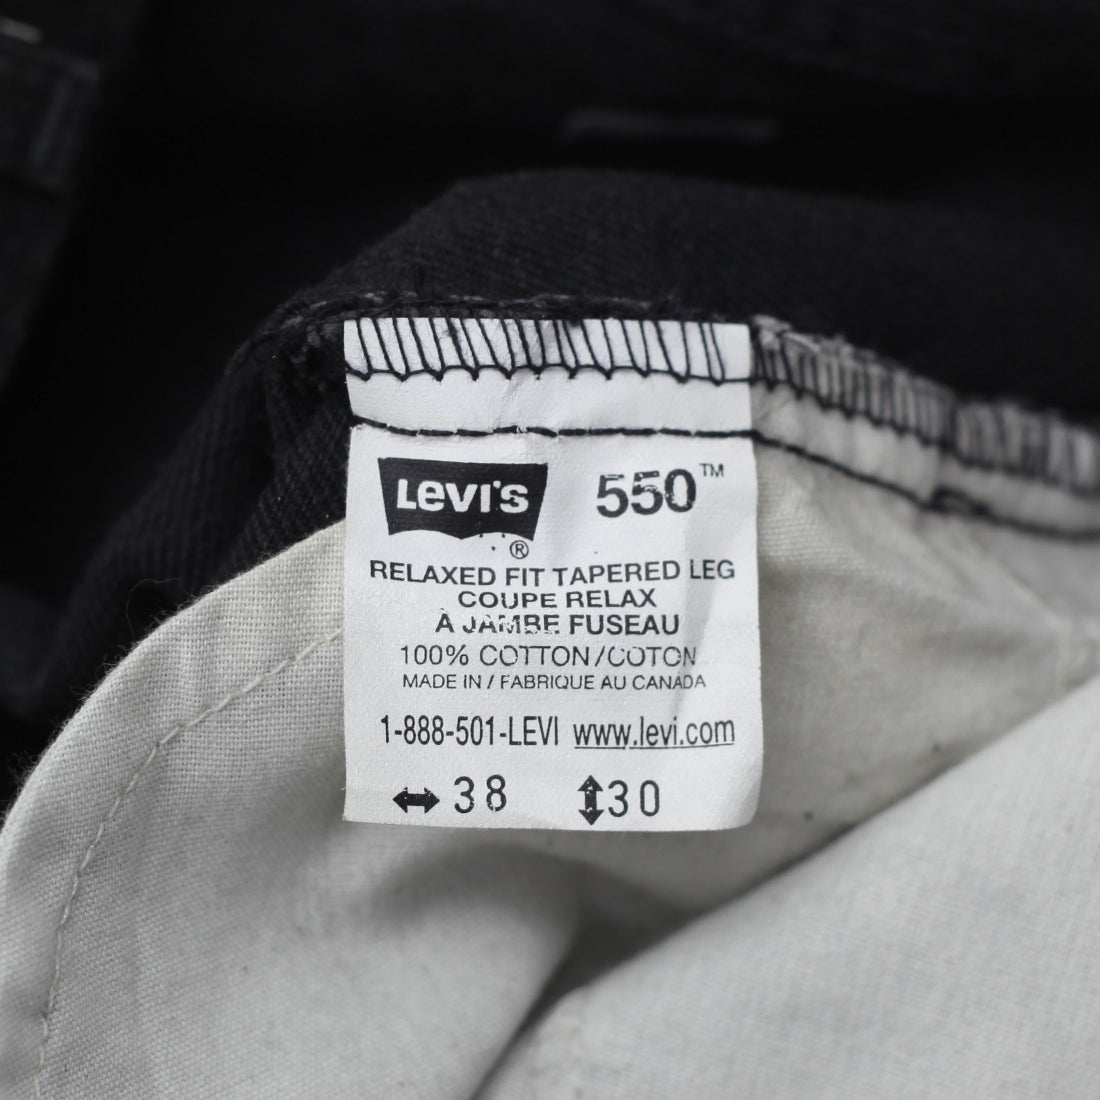 LEVI'S ® 550™
RELAXED FIT TAPERED LEG
COUPE RELAX
À JAMBE FUSEAU
100% COTTON/COTON
MADE IN / FABRIQUE AU CANADA
1-888-501-LEVI www.levi.com
↔ 38 ↕30